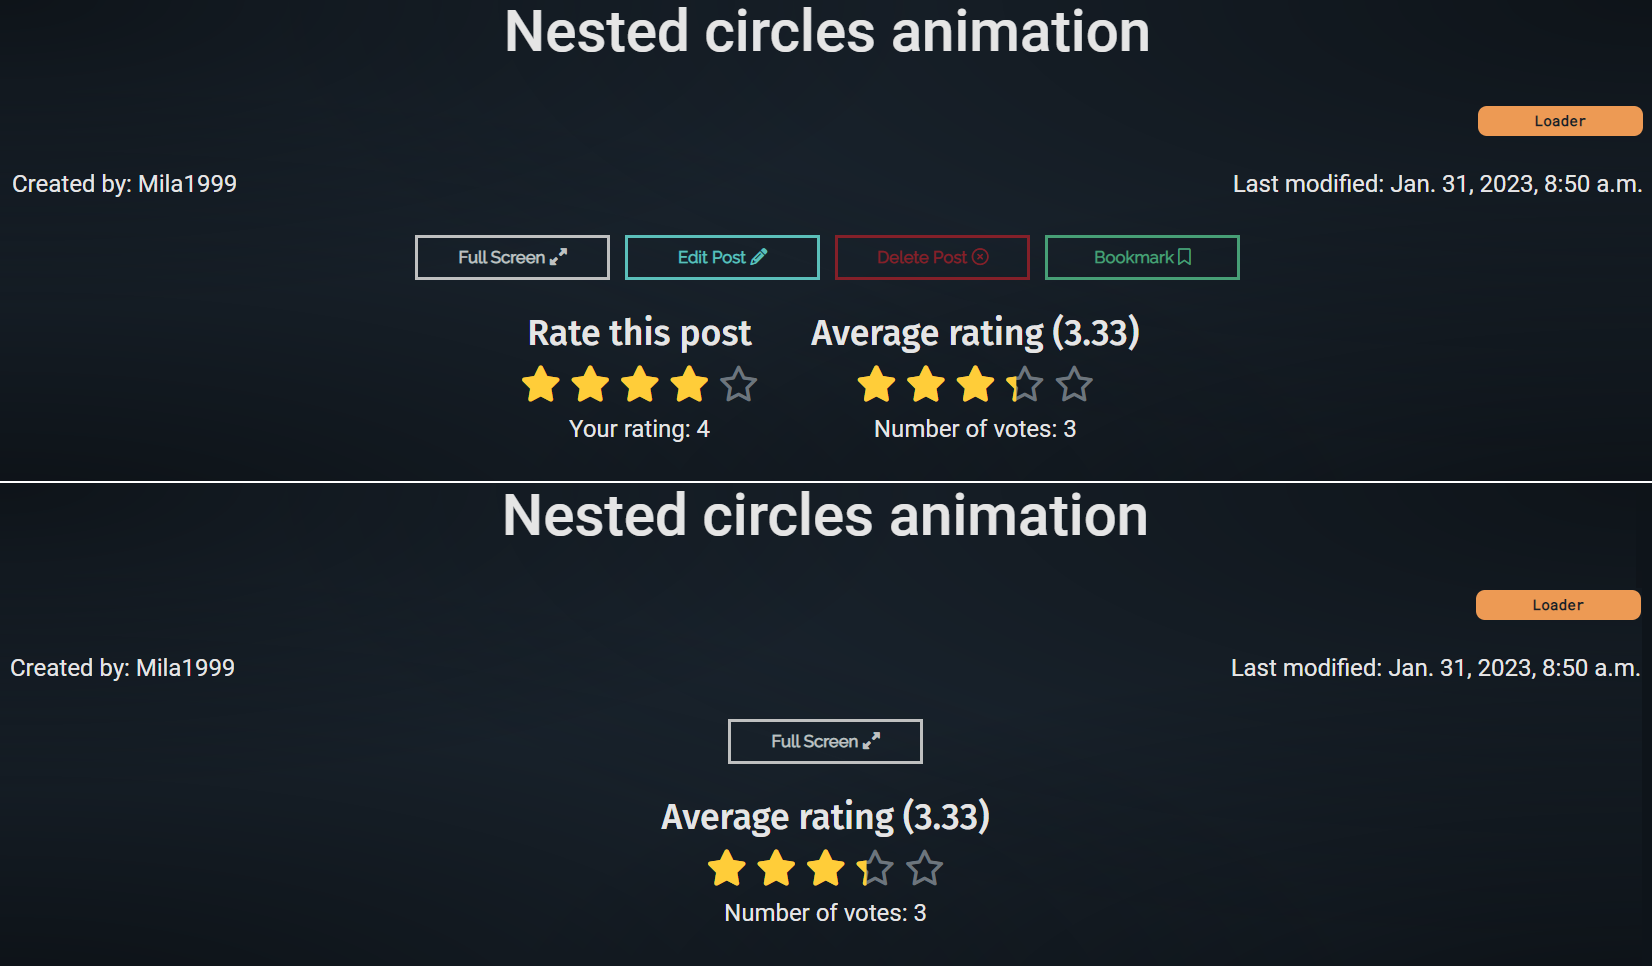 Nested circles animation
Loader
Created by: Mila1999 Last modified: Jan. 31, 2023, 8:50 a.m.
Full Screen Edit Post Delete Post Bookmark
Rate this post Average rating (3.33)
Your rating: 4 Number of votes: 3
Nested circles animation
Loader
Created by: Mila1999 Last modified: Jan. 31, 2023, 8:50 a.m.
Full Screen
Average rating (3.33)
Number of votes: 3